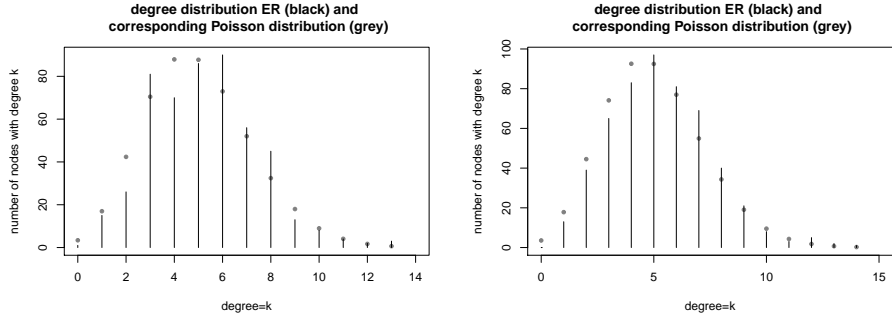 degree distribution ER (black) and
corresponding Poisson distribution (grey)
number of nodes with degree k
80
60
40
20
0
0 2 4 6 8 10 12 14
degree=k
degree distribution ER (black) and
corresponding Poisson distribution (grey)
number of nodes with degree k
100
80
60
40
20
0
0 5 10 15
degree=k